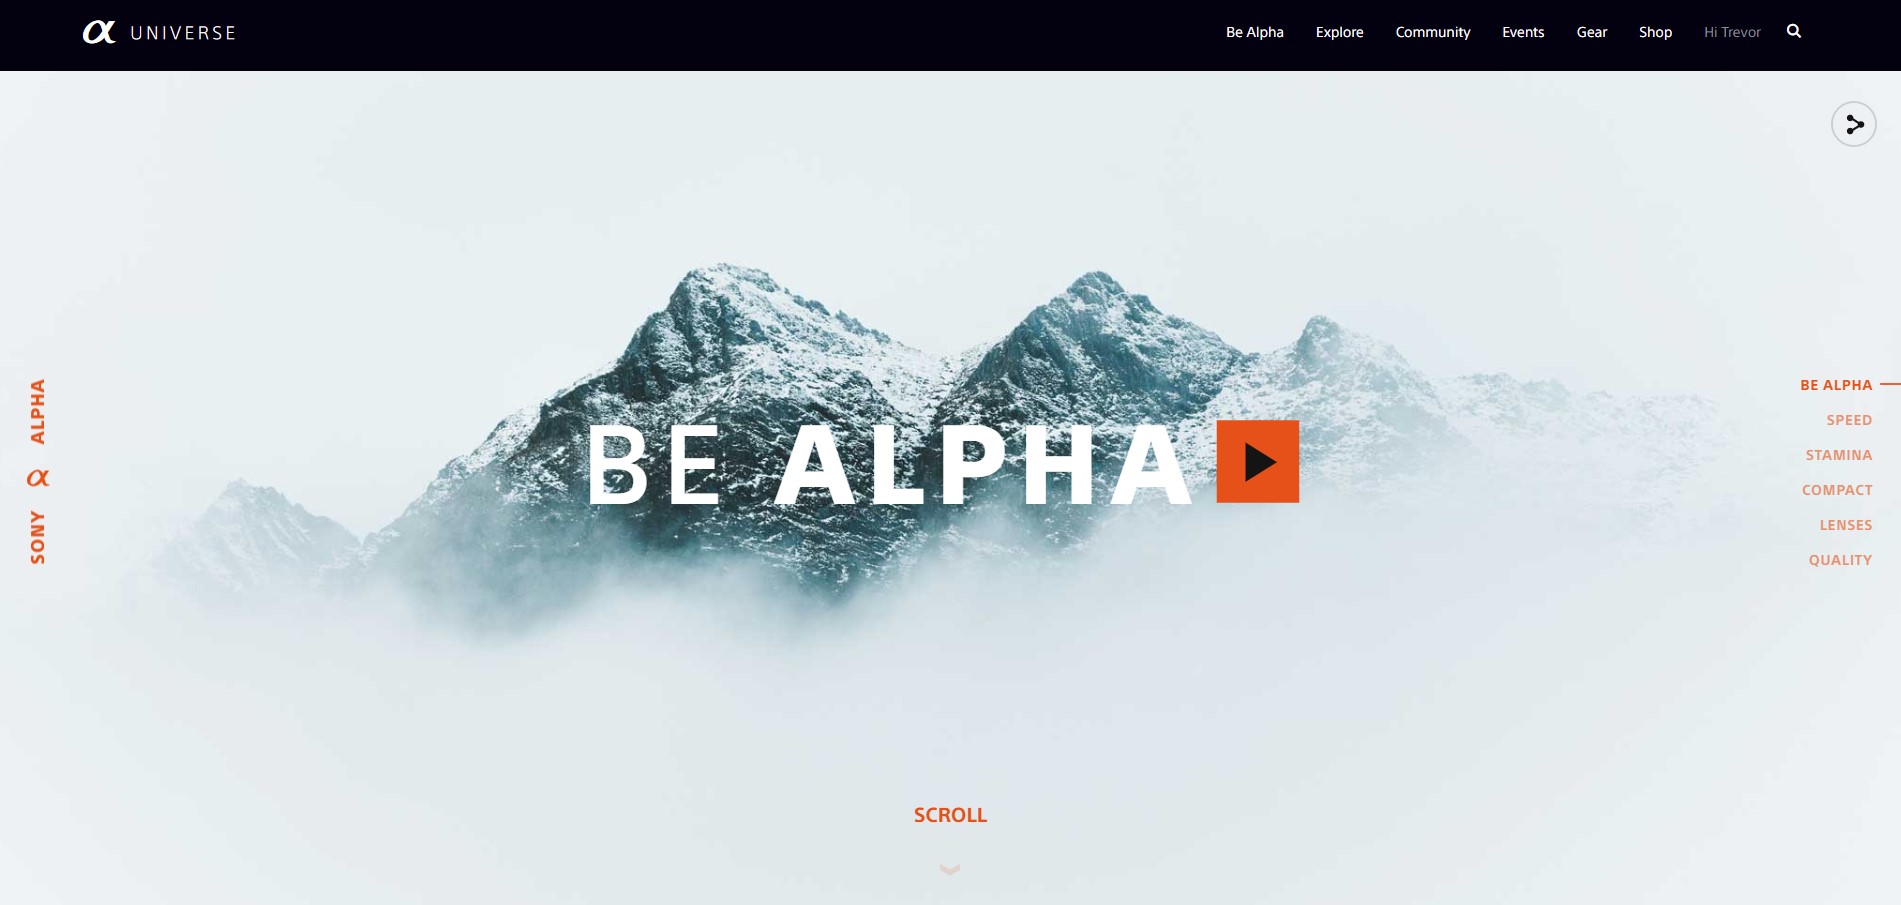 α UNIVERSE
Be Alpha
Explore
Community
Events
Gear
Shop
Hi Trevor
SONY α ALPHA
BE ALPHA
BE ALPHA
SPEED
STAMINA
COMPACT
LENSES
QUALITY
SCROLL